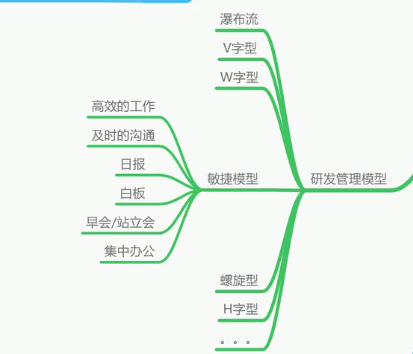 瀑布流
V字型
W字型
高效的工作
及时的沟通
日报
白板
早会/站立会
集中办公
敏捷模型
研发管理模型
螺旋型
H字型
。。。